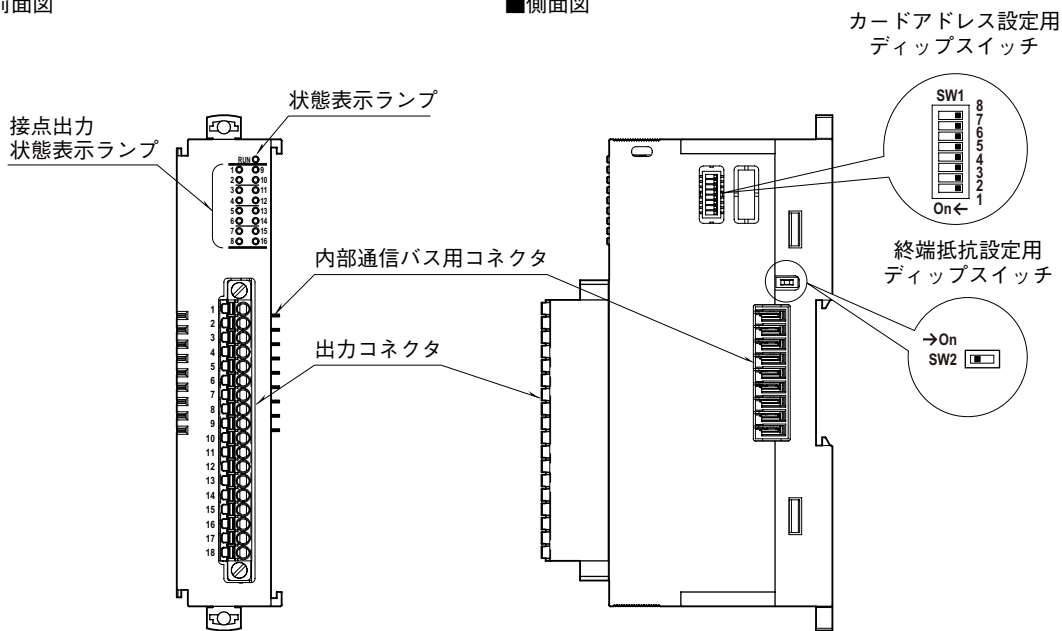 前面図
■側面図
カードアドレス設定用
ディップスイッチ
状態表示ランプ
接点出力
状態表示ランプ
RUN
1 9
2 10
3 11
4 12
5 13
6 14
7 15
8 16
SW1
8
7
6
5
4
3
2
1
On←
内部通信バス用コネクタ
終端抵抗設定用
ディップスイッチ
→On
SW2
出力コネクタ
1
2
3
4
5
6
7
8
9
10
11
12
13
14
15
16
17
18